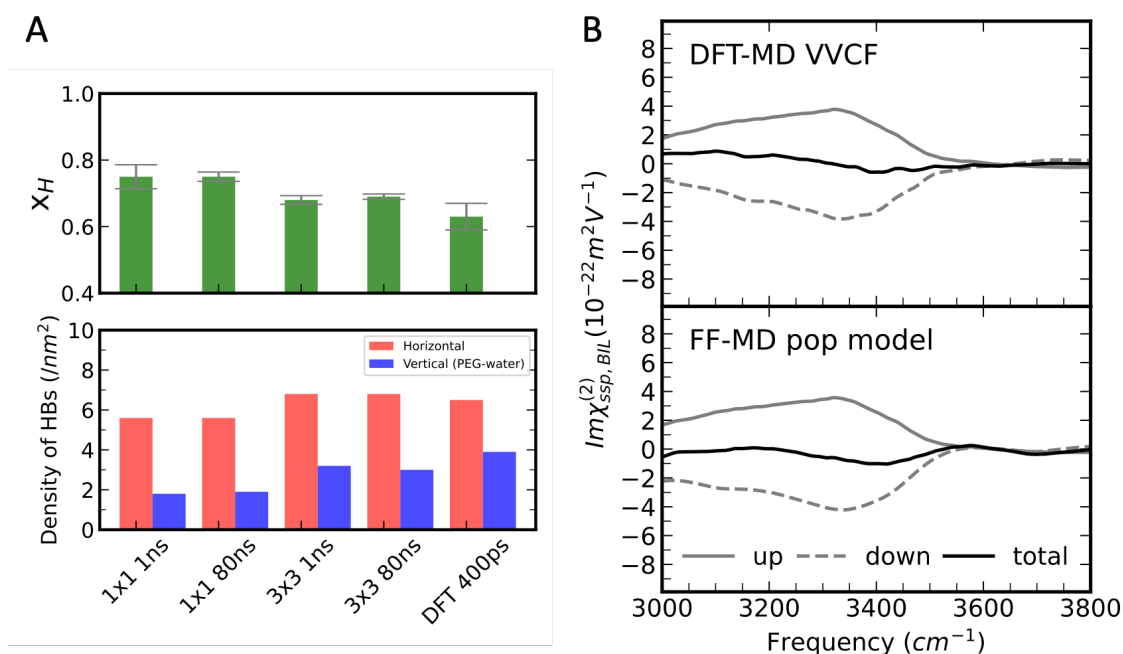 A
1.0
0.8
0.6
0.4
x_H
10
8
6
4
2
0
Density of HBs (/nm²)
Horizontal
Vertical (PEG-water)
1x1 1ns
1x1 80ns
3x3 1ns
3x3 80ns
DFT 400ps
B
DFT-MD VVCF
8
6
4
2
0
−2
−4
−6
−8
Imχ^(2)_ssp,BIL (10⁻²²m²V⁻¹)
FF-MD pop model
8
6
4
2
0
−2
−4
−6
−8
up
down
total
3000
3200
3400
3600
3800
Frequency (cm⁻¹)